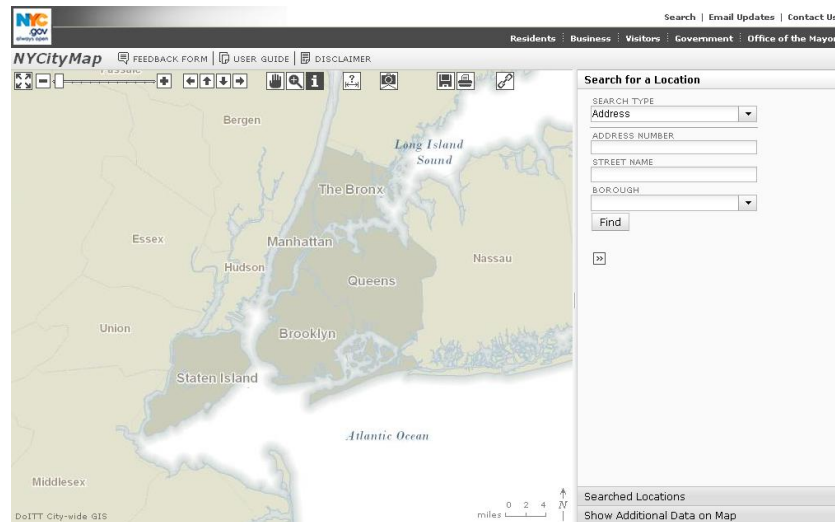 NYC
.gov
always open
Search | Email Updates | Contact Us
Residents Business Visitors Government Office of the Mayor
NYCityMap FEEDBACK FORM | USER GUIDE | DISCLAIMER
Passaic
Bergen
Long Island
Sound
The Bronx
Essex
Manhattan
Hudson
Nassau
Queens
Union
Brooklyn
Staten Island
Atlantic Ocean
Middlesex
DoITT City-wide GIS
miles 0 2 4 N
Search for a Location
SEARCH TYPE
Address
ADDRESS NUMBER
STREET NAME
BOROUGH
Find
Searched Locations
Show Additional Data on Map